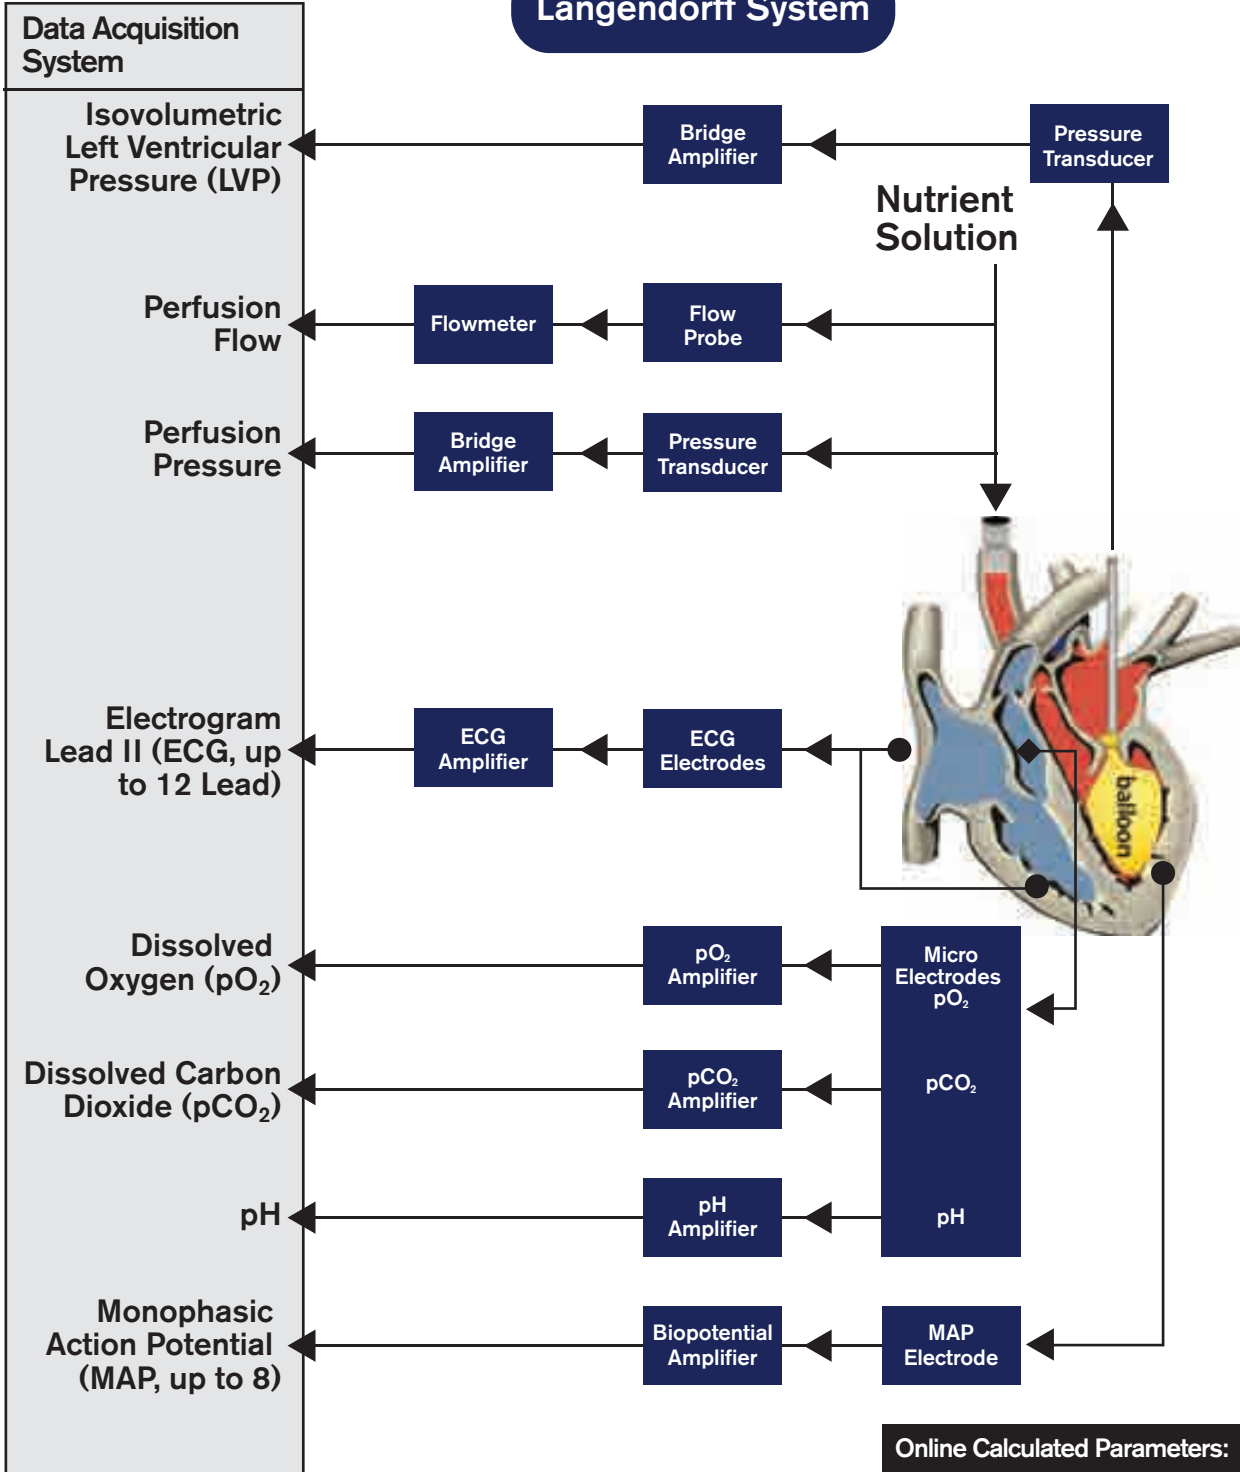 Langendorff System
Data Acquisition
System
Isovolumetric
Left Ventricular
Pressure (LVP)
Bridge
Amplifier
Pressure
Transducer
Nutrient
Solution
Perfusion
Flow
Flowmeter
Flow
Probe
Perfusion
Pressure
Bridge
Amplifier
Pressure
Transducer
Electrogram
Lead II (ECG, up
to 12 Lead)
ECG
Amplifier
ECG
Electrodes
balloon
Dissolved
Oxygen (pO₂)
pO₂
Amplifier
Micro
Electrodes
pO₂
Dissolved Carbon
Dioxide (pCO₂)
pCO₂
Amplifier
pCO₂
pH
pH
Amplifier
pH
Monophasic
Action Potential
(MAP, up to 8)
Biopotential
Amplifier
MAP
Electrode
Online Calculated Parameters: